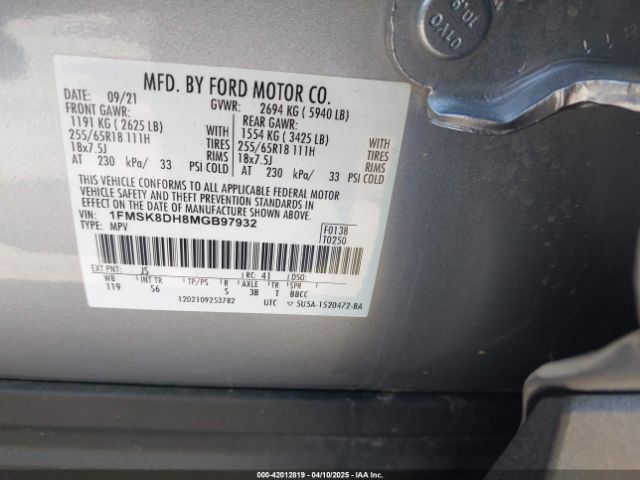 MFD. BY FORD MOTOR CO.
DATE: 09/21 GVWR: 2694 KG ( 5940 LB)
FRONT GAWR: REAR GAWR:
1191 KG ( 2625 LB) WITH 1554 KG ( 3425 LB) WITH
255/65R18 111H TIRES 255/65R18 111H TIRES
18x7.5J RIMS 18x7.5J RIMS
AT 230 kPa/ 33 PSI COLD AT 230 kPa/ 33 PSI COLD
THIS VEHICLE CONFORMS TO ALL APPLICABLE FEDERAL MOTOR
VEHICLE SAFETY AND THEFT PREVENTION STANDARDS IN
EFFECT ON THE DATE OF MANUFACTURE SHOWN ABOVE.
VIN: 1FMSK8DH8MGB97932 F0138
TYPE: MPV T0250
EXT PNT: J5 RC: 41 DSO:
WB INT TR TP/PS R AXLE TR SPR
119 S6 S 3B T BBCC
12021092537B2 UTC 5U5A-1520472-BA
#00-42012819 | 04/10/2025 | IAA Inc.